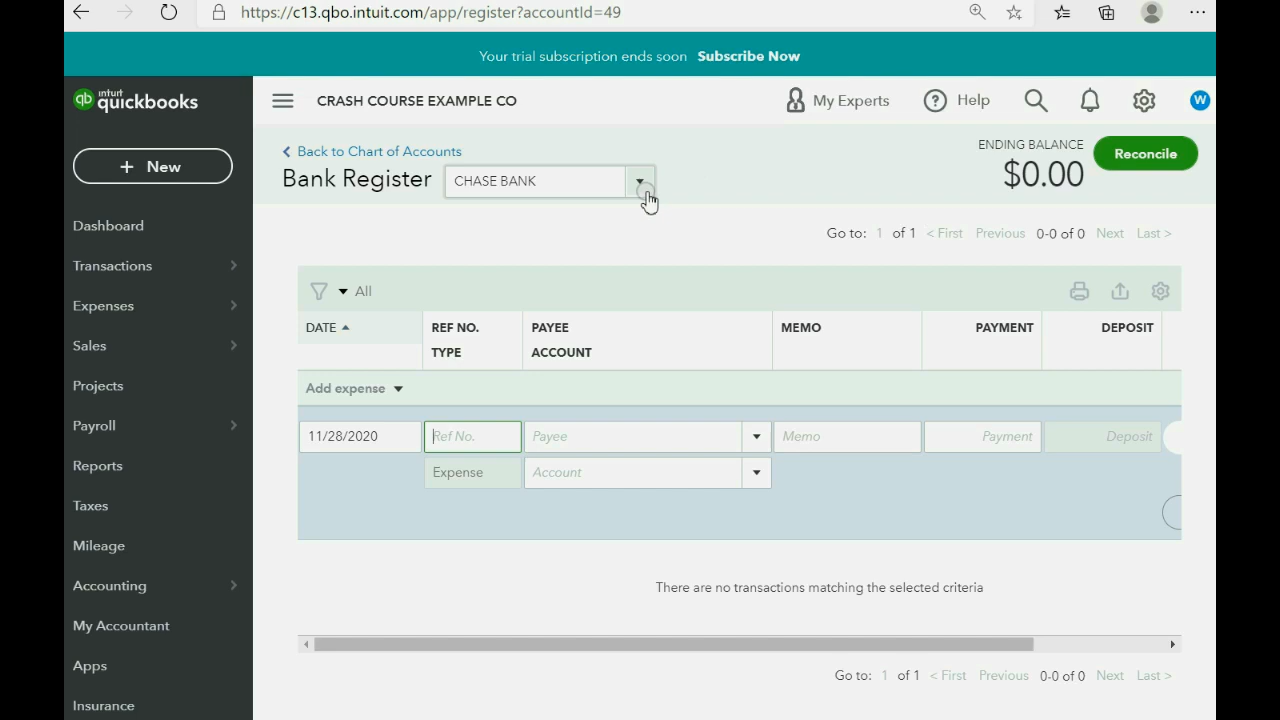 https://c13.qbo.intuit.com/app/register?accountId=49
Your trial subscription ends soon Subscribe Now
qb intuit quickbooks
CRASH COURSE EXAMPLE CO
My Experts
Help
W
+ New
< Back to Chart of Accounts
Bank Register
CHASE BANK
ENDING BALANCE
$0.00
Reconcile
Dashboard
Transactions
Expenses
Sales
Projects
Payroll
Reports
Taxes
Mileage
Accounting
My Accountant
Apps
Insurance
Go to: 1 of 1 < First Previous 0-0 of 0 Next Last >
All
DATE REF NO. PAYEE MEMO PAYMENT DEPOSIT
TYPE ACCOUNT
Add expense
11/28/2020 Ref No. Payee Memo Payment Deposit
Expense Account
There are no transactions matching the selected criteria
Go to: 1 of 1 < First Previous 0-0 of 0 Next Last >